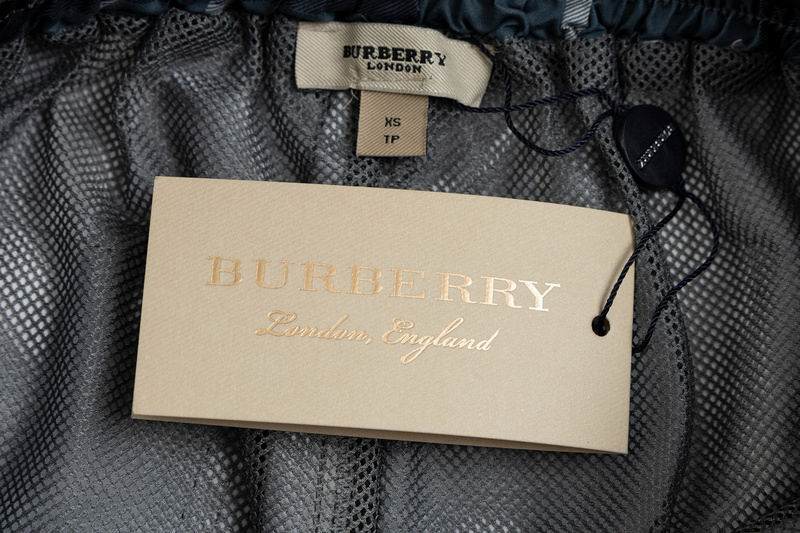 BURBERRY
LONDON
XS
TP
BURBERRY
London, England